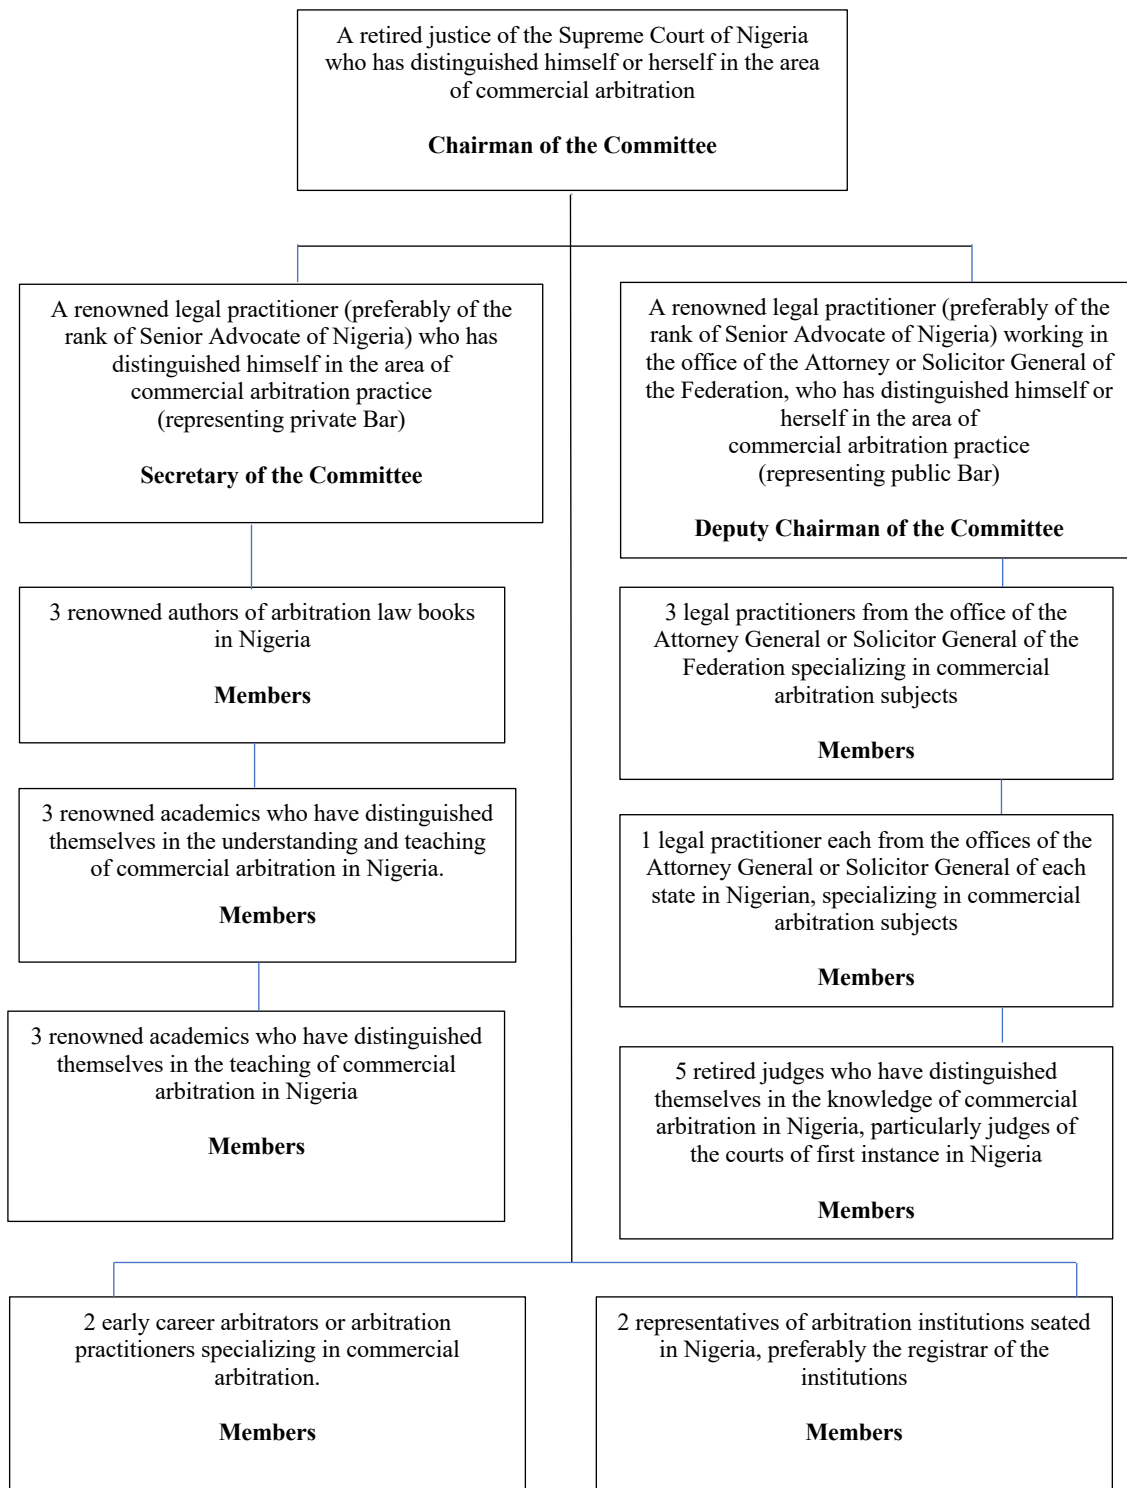 A retired justice of the Supreme Court of Nigeria
who has distinguished himself or herself in the area
of commercial arbitration
Chairman of the Committee
A renowned legal practitioner (preferably of the
rank of Senior Advocate of Nigeria) who has
distinguished himself in the area of
commercial arbitration practice
(representing private Bar)
Secretary of the Committee
A renowned legal practitioner (preferably of the
rank of Senior Advocate of Nigeria) working in
the office of the Attorney or Solicitor General of
the Federation, who has distinguished himself or
herself in the area of
commercial arbitration practice
(representing public Bar)
Deputy Chairman of the Committee
3 renowned authors of arbitration law books
in Nigeria
Members
3 legal practitioners from the office of the
Attorney General or Solicitor General of the
Federation specializing in commercial
arbitration subjects
Members
3 renowned academics who have distinguished
themselves in the understanding and teaching
of commercial arbitration in Nigeria.
Members
1 legal practitioner each from the offices of the
Attorney General or Solicitor General of each
state in Nigerian, specializing in commercial
arbitration subjects
Members
3 renowned academics who have distinguished
themselves in the teaching of commercial
arbitration in Nigeria
Members
5 retired judges who have distinguished
themselves in the knowledge of commercial
arbitration in Nigeria, particularly judges of
the courts of first instance in Nigeria
Members
2 early career arbitrators or arbitration
practitioners specializing in commercial
arbitration.
Members
2 representatives of arbitration institutions seated
in Nigeria, preferably the registrar of the
institutions
Members